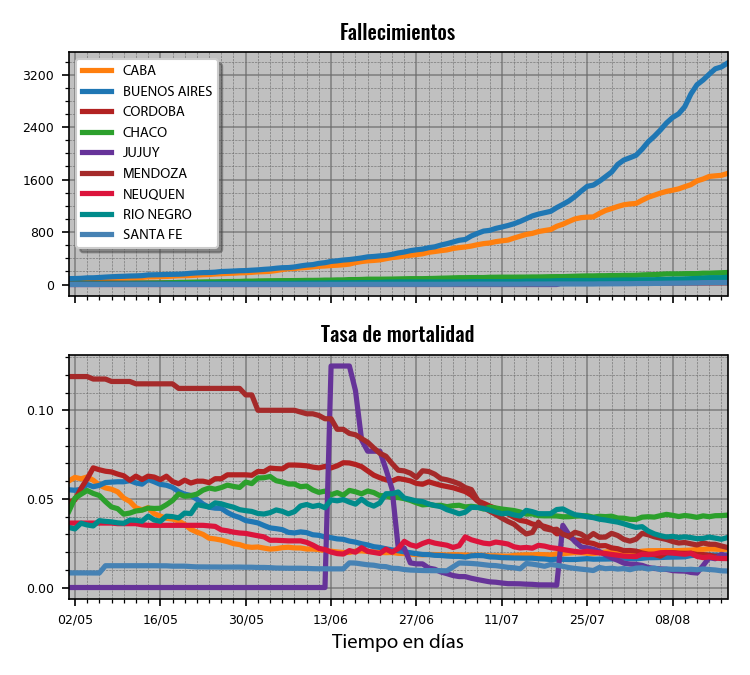 Fallecimientos
3200
2400
1600
800
0
CABA
BUENOS AIRES
CORDOBA
CHACO
JUJUY
MENDOZA
NEUQUEN
RIO NEGRO
SANTA FE
Tasa de mortalidad
0.10
0.05
0.00
02/05 16/05 30/05 13/06 27/06 11/07 25/07 08/08
Tiempo en días